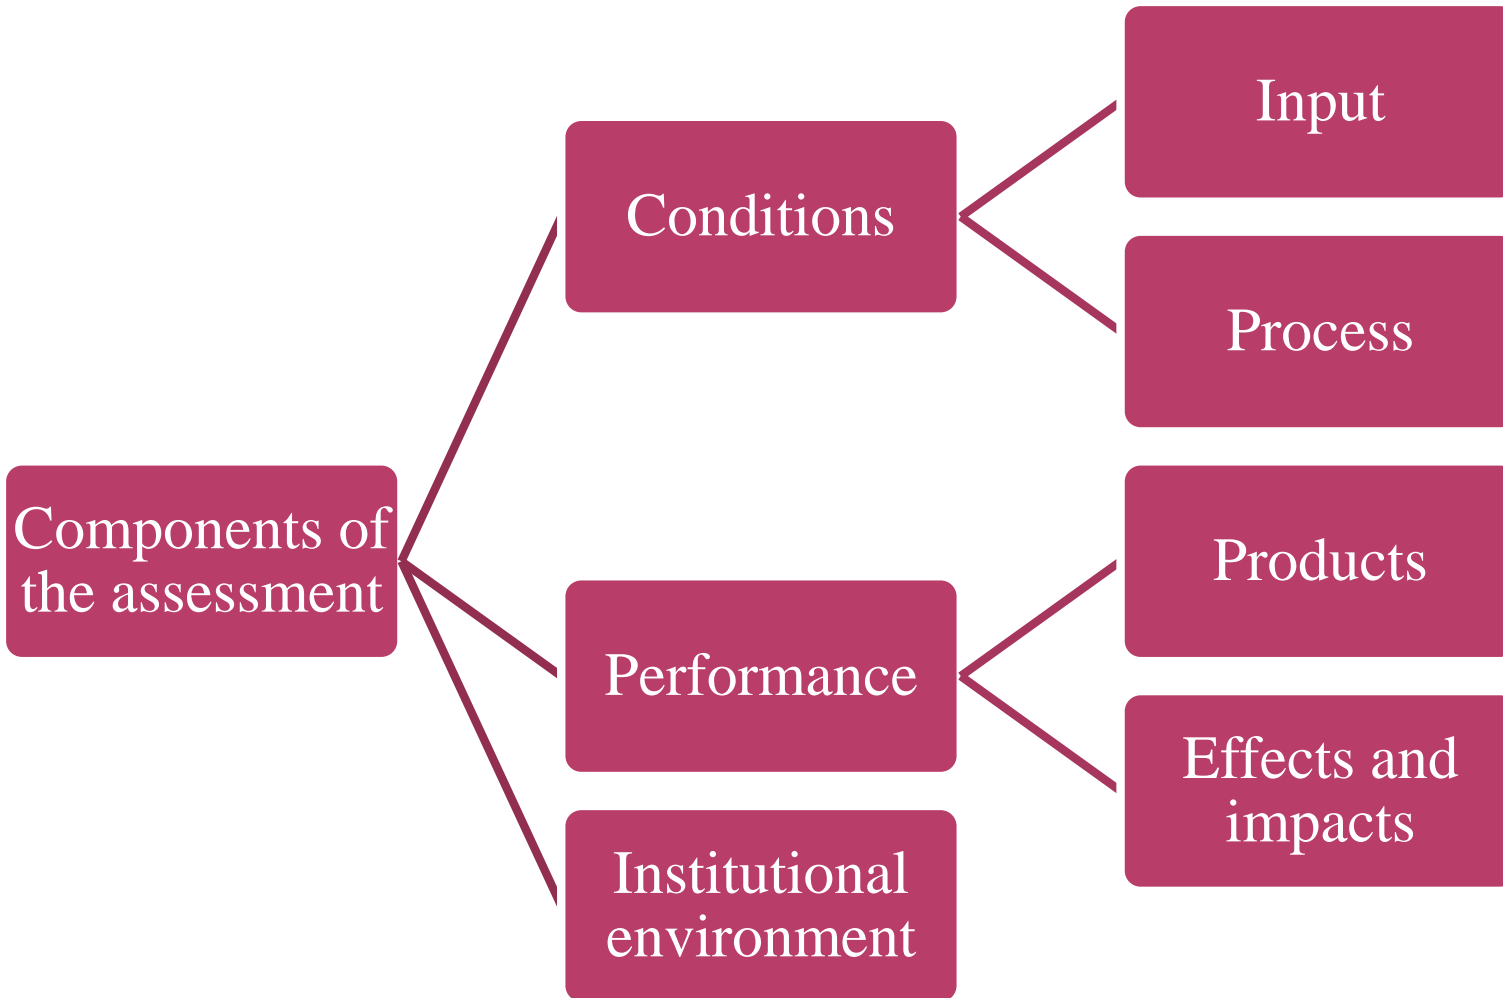 Components of
the assessment
Conditions
Input
Process
Performance
Products
Effects and
impacts
Institutional
environment